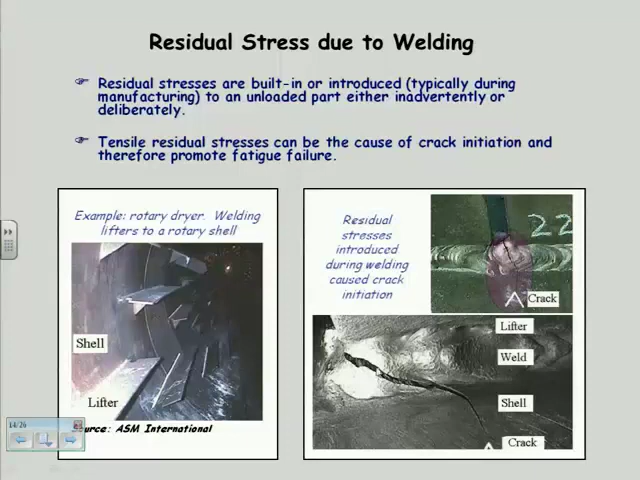 Residual Stress due to Welding
☞ Residual stresses are built-in or introduced (typically during
manufacturing) to an unloaded part either inadvertently or
deliberately.
☞ Tensile residual stresses can be the cause of crack initiation and
therefore promote fatigue failure.
Example: rotary dryer. Welding
lifters to a rotary shell
Shell
Lifter
Source: ASM International
14/26
Residual
stresses
introduced
during welding
caused crack
initiation
22
Crack
Lifter
Weld
Shell
Crack